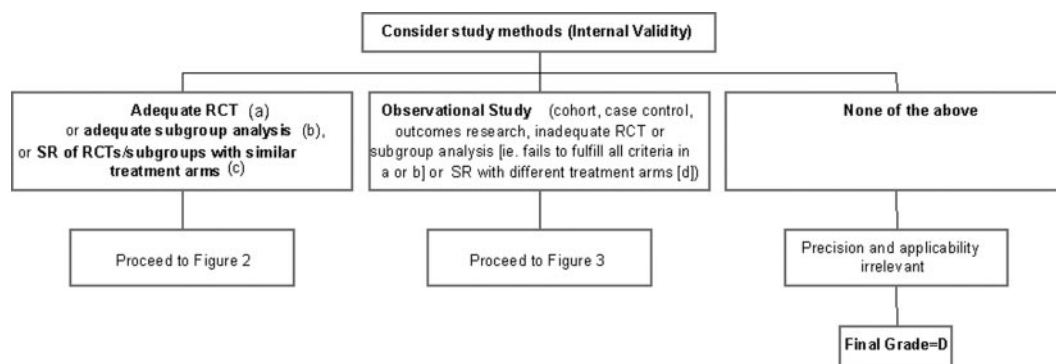 Consider study methods (Internal Validity)
Adequate RCT (a)
or adequate subgroup analysis (b),
or SR of RCTs/subgroups with similar
treatment arms (c)
Observational Study (cohort, case control,
outcomes research, inadequate RCT or
subgroup analysis [ie. fails to fulfill all criteria in
a or b] or SR with different treatment arms [d])
None of the above
Proceed to Figure 2
Proceed to Figure 3
Precision and applicability
irrelevant
Final Grade=D